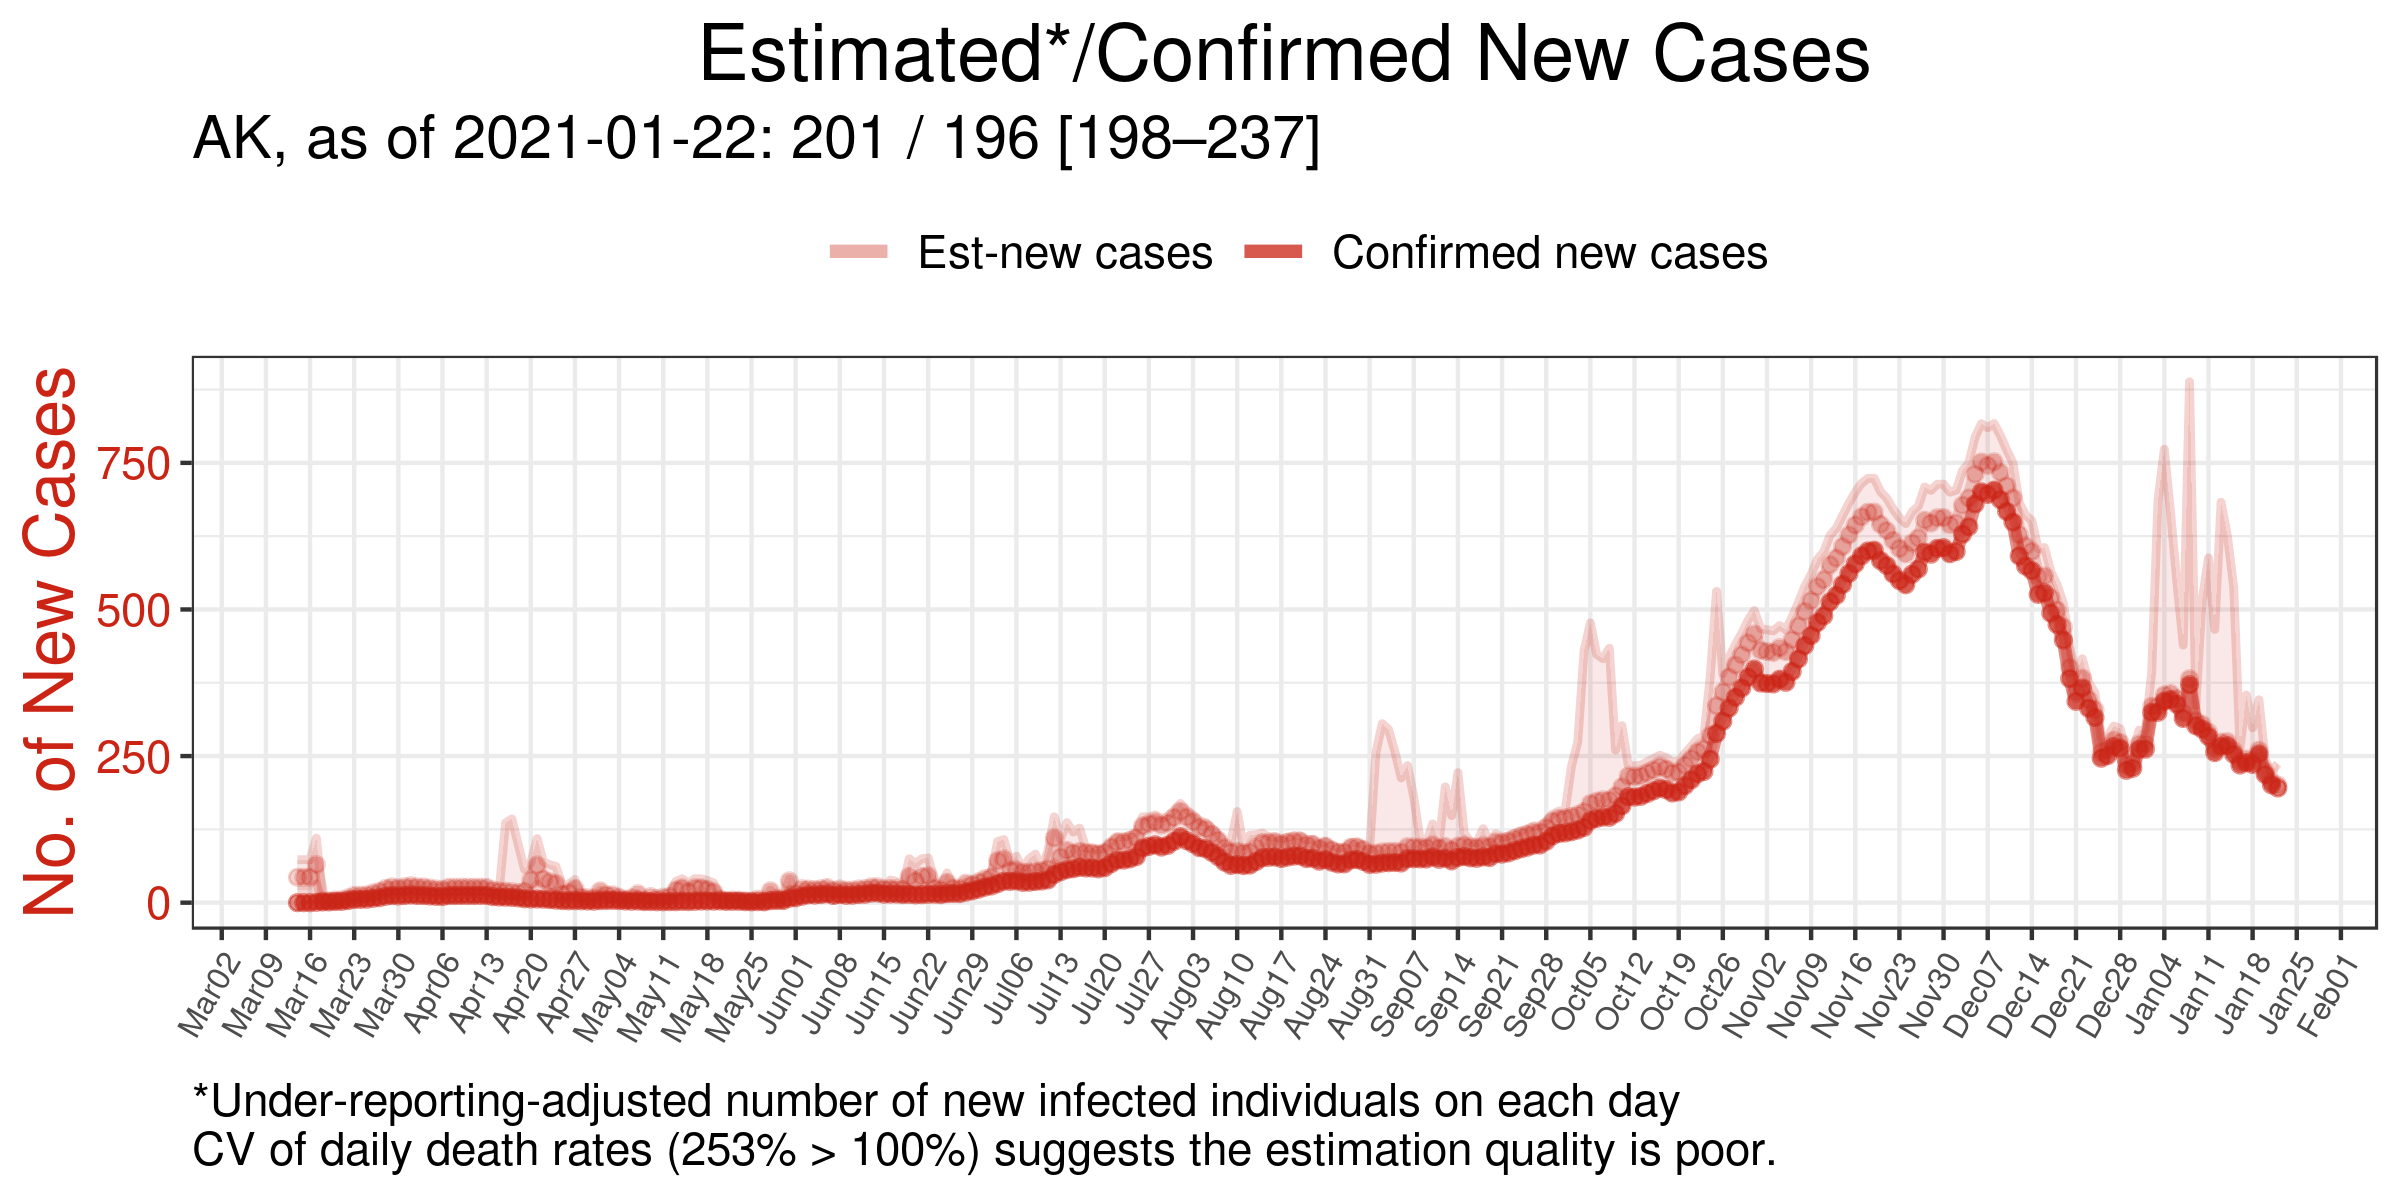 Estimated*/Confirmed New Cases
AK, as of 2021-01-22: 201 / 196 [198–237]
Est-new cases Confirmed new cases
No. of New Cases
750
500
250
0
Mar02 Mar09 Mar16 Mar23 Mar30 Apr06 Apr13 Apr20 Apr27 May04 May11 May18 May25 Jun01 Jun08 Jun15 Jun22 Jun29 Jul06 Jul13 Jul20 Jul27 Aug03 Aug10 Aug17 Aug24 Aug31 Sep07 Sep14 Sep21 Sep28 Oct05 Oct12 Oct19 Oct26 Nov02 Nov09 Nov16 Nov23 Nov30 Dec07 Dec14 Dec21 Dec28 Jan04 Jan11 Jan18 Jan25 Feb01
*Under-reporting-adjusted number of new infected individuals on each day
CV of daily death rates (253% > 100%) suggests the estimation quality is poor.